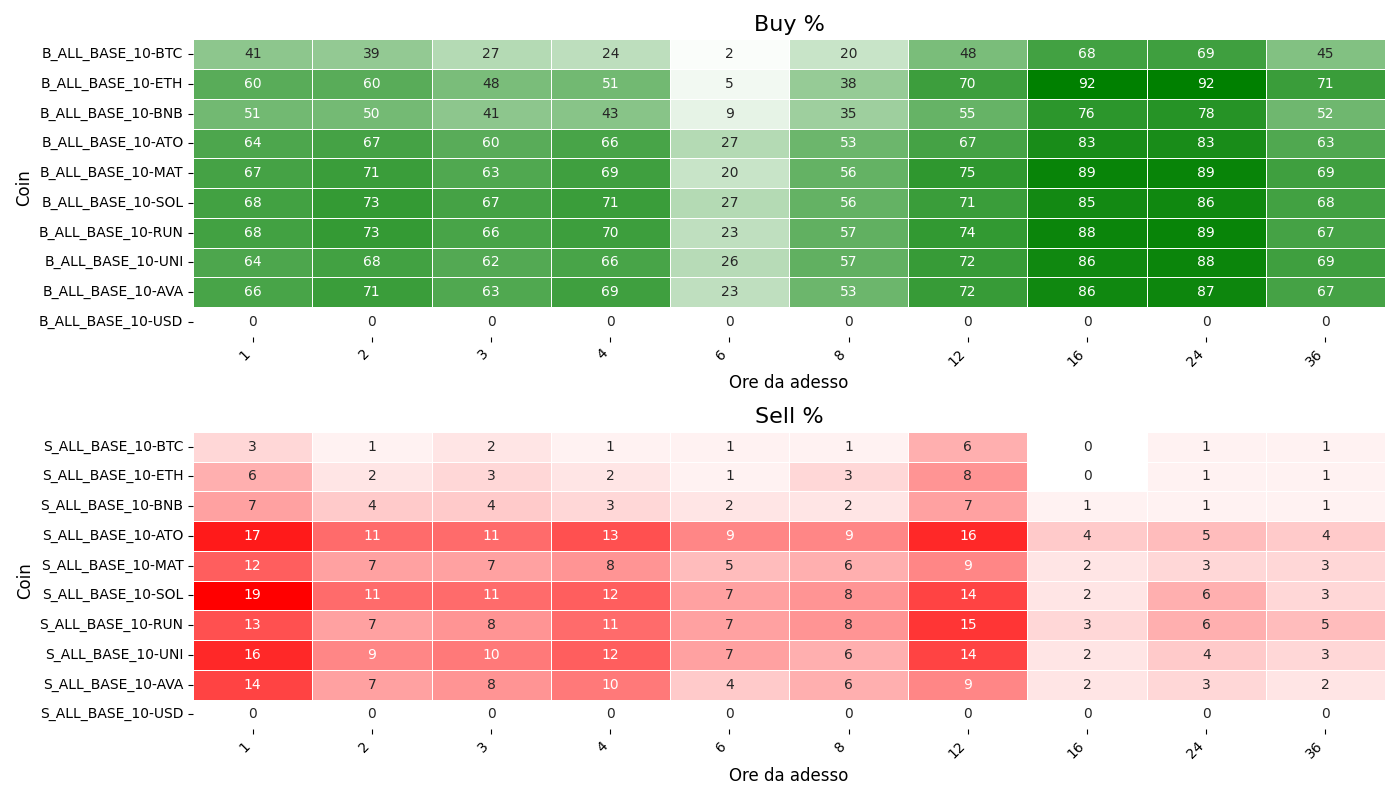 Buy %
Coin
B_ALL_BASE_10-BTC 41 39 27 24 2 20 48 68 69 45
B_ALL_BASE_10-ETH 60 60 48 51 5 38 70 92 92 71
B_ALL_BASE_10-BNB 51 50 41 43 9 35 55 76 78 52
B_ALL_BASE_10-ATO 64 67 60 66 27 53 67 83 83 63
B_ALL_BASE_10-MAT 67 71 63 69 20 56 75 89 89 69
B_ALL_BASE_10-SOL 68 73 67 71 27 56 71 85 86 68
B_ALL_BASE_10-RUN 68 73 66 70 23 57 74 88 89 67
B_ALL_BASE_10-UNI 64 68 62 66 26 57 72 86 88 69
B_ALL_BASE_10-AVA 66 71 63 69 23 53 72 86 87 67
B_ALL_BASE_10-USD 0 0 0 0 0 0 0 0 0 0
1 2 3 4 6 8 12 16 24 36
Ore da adesso
Sell %
Coin
S_ALL_BASE_10-BTC 3 1 2 1 1 1 6 0 1 1
S_ALL_BASE_10-ETH 6 2 3 2 1 3 8 0 1 1
S_ALL_BASE_10-BNB 7 4 4 3 2 2 7 1 1 1
S_ALL_BASE_10-ATO 17 11 11 13 9 9 16 4 5 4
S_ALL_BASE_10-MAT 12 7 7 8 5 6 9 2 3 3
S_ALL_BASE_10-SOL 19 11 11 12 7 8 14 2 6 3
S_ALL_BASE_10-RUN 13 7 8 11 7 8 15 3 6 5
S_ALL_BASE_10-UNI 16 9 10 12 7 6 14 2 4 3
S_ALL_BASE_10-AVA 14 7 8 10 4 6 9 2 3 2
S_ALL_BASE_10-USD 0 0 0 0 0 0 0 0 0 0
1 2 3 4 6 8 12 16 24 36
Ore da adesso